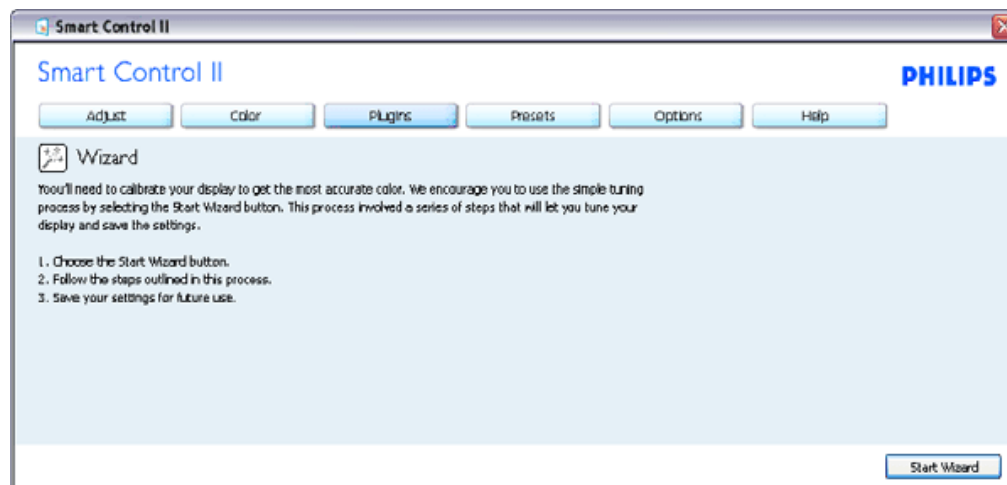 Smart Control II
Smart Control II
PHILIPS
Adjust Color Plugins Presets Options Help
Wizard
Yoou'll need to calibrate your display to get the most accurate color. We encourage you to use the simple tuning
process by selecting the Start Wizard button. This process involved a series of steps that will let you tune your
display and save the settings.
1. Choose the Start Wizard button.
2. Follow the steps outlined in this process.
3. Save your settings for future use.
Start Wizard